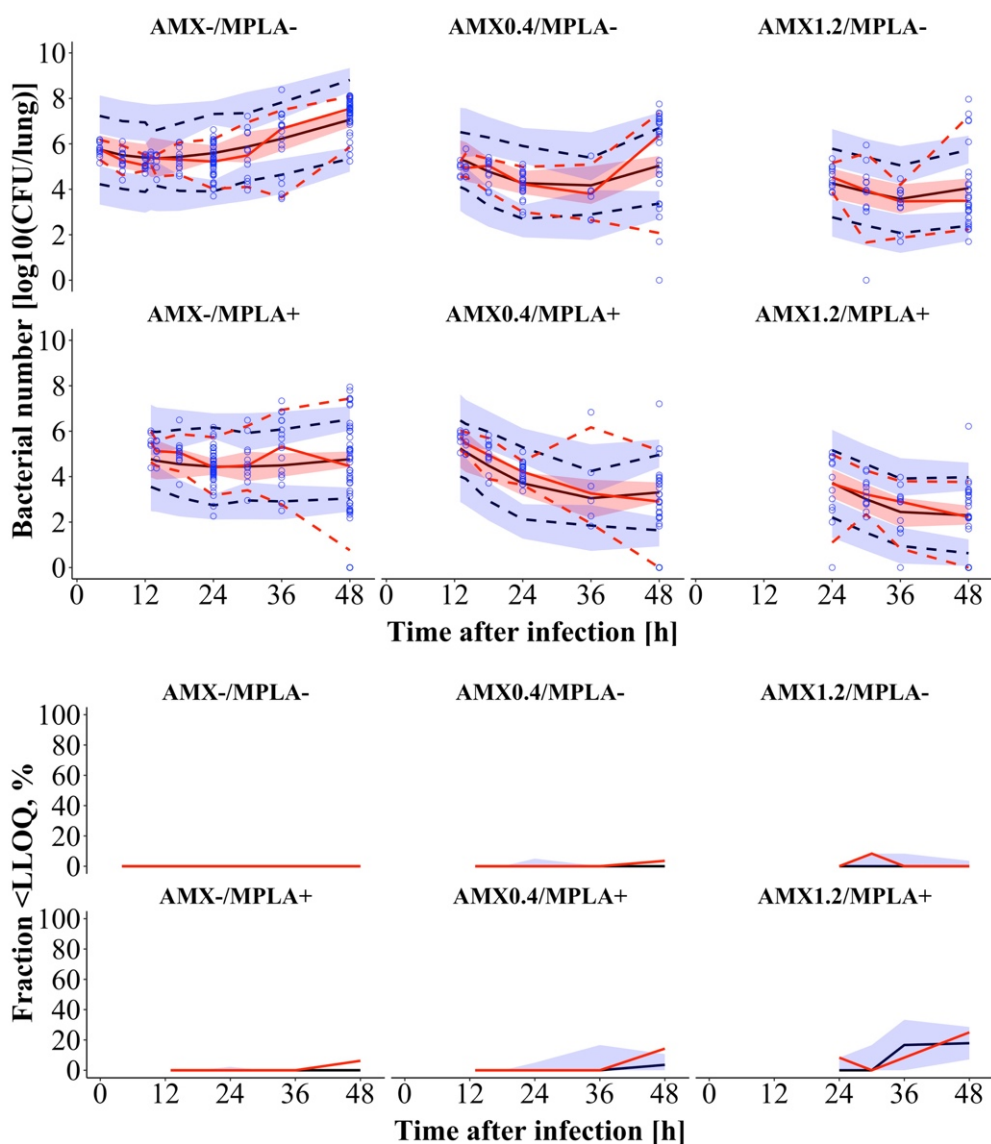 AMX-/MPLA- AMX0.4/MPLA- AMX1.2/MPLA-
10
8
6
4
2
0
AMX-/MPLA+ AMX0.4/MPLA+ AMX1.2/MPLA+
10
8
6
4
2
0
Bacterial number [log10(CFU/lung)]
0 12 24 36 48 0 12 24 36 48 0 12 24 36 48
Time after infection [h]
AMX-/MPLA- AMX0.4/MPLA- AMX1.2/MPLA-
100
80
60
40
20
0
AMX-/MPLA+ AMX0.4/MPLA+ AMX1.2/MPLA+
100
80
60
40
20
0
Fraction <LLOQ, %
0 12 24 36 48 0 12 24 36 48 0 12 24 36 48
Time after infection [h]